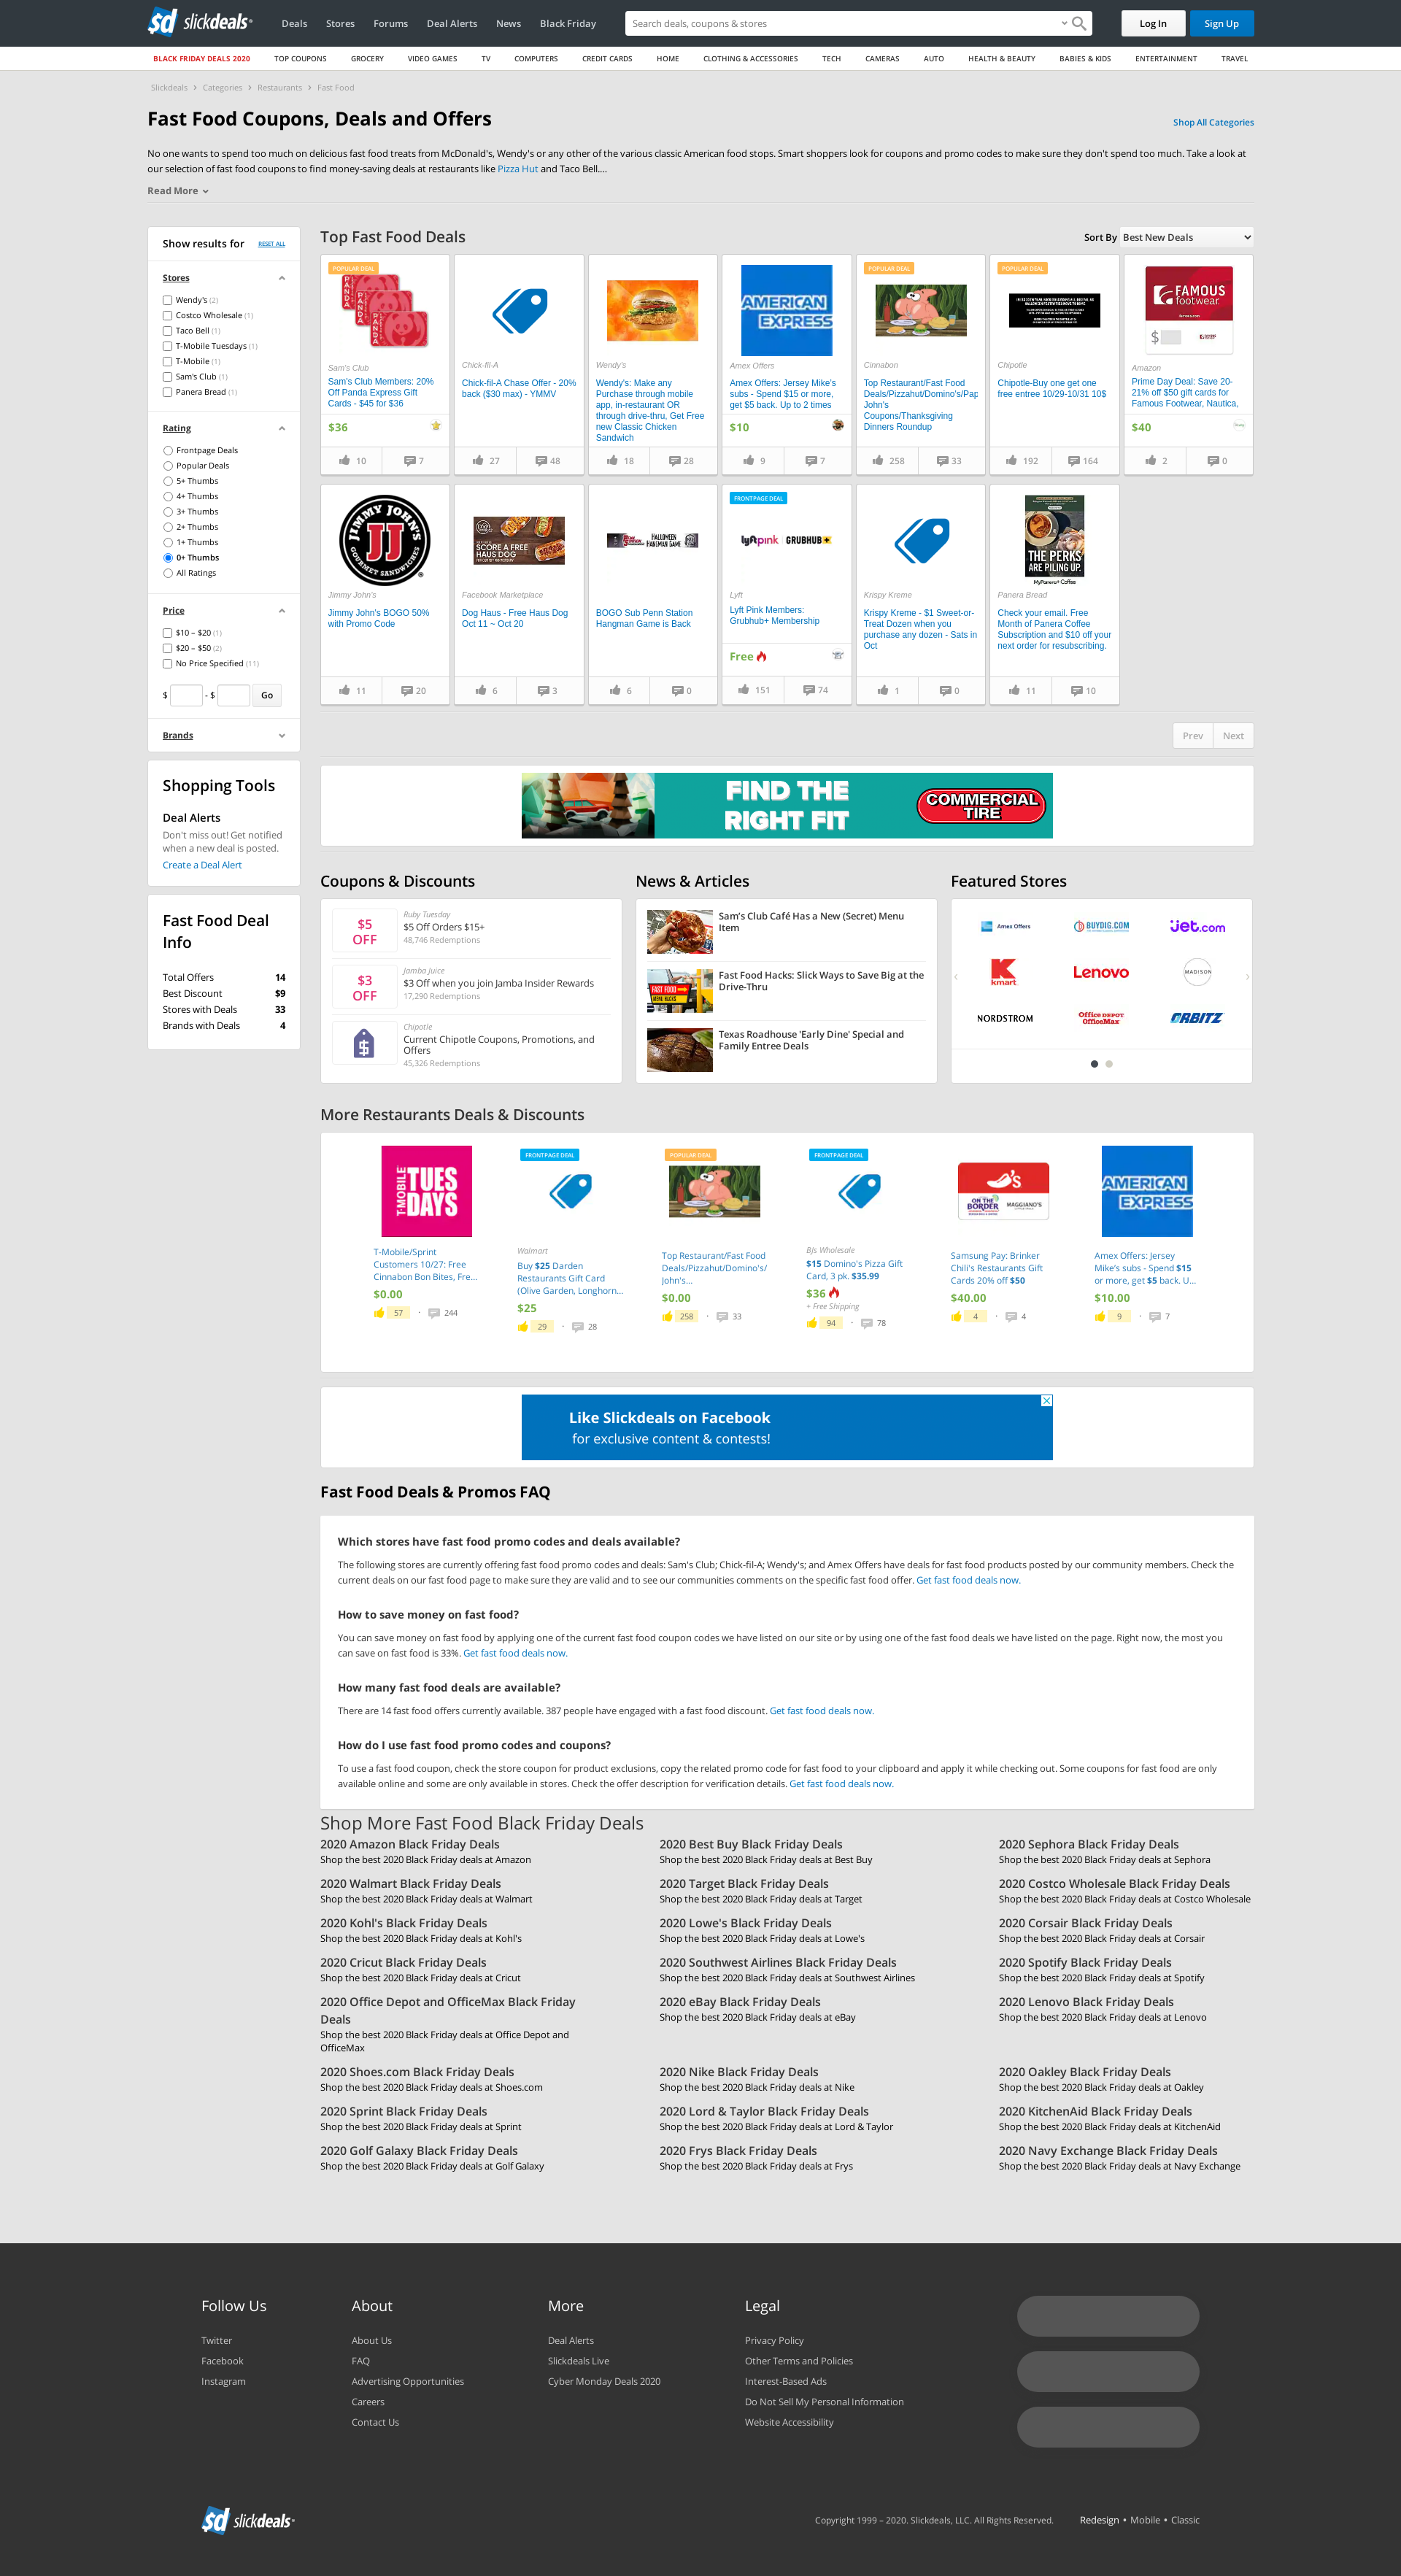 slickdeals
Deals
Stores
Forums
Deal Alerts
News
Black Friday
Search deals, coupons & stores
Log In
Sign Up
BLACK FRIDAY DEALS 2020
TOP COUPONS
GROCERY
VIDEO GAMES
TV
COMPUTERS
CREDIT CARDS
HOME
CLOTHING & ACCESSORIES
TECH
CAMERAS
AUTO
HEALTH & BEAUTY
BABIES & KIDS
ENTERTAINMENT
TRAVEL
Slickdeals › Categories › Restaurants › Fast Food
Fast Food Coupons, Deals and Offers
Shop All Categories
No one wants to spend too much on delicious fast food treats from McDonald's, Wendy's or any other of the various classic American food stops. Smart shoppers look for coupons and promo codes to make sure they don't spend too much. Take a look at
our selection of fast food coupons to find money-saving deals at restaurants like Pizza Hut and Taco Bell....
Read More
Show results for
RESET ALL
Stores
Wendy's (2)
Costco Wholesale (1)
Taco Bell (1)
T-Mobile Tuesdays (1)
T-Mobile (1)
Sam's Club (1)
Panera Bread (1)
Rating
Frontpage Deals
Popular Deals
5+ Thumbs
4+ Thumbs
3+ Thumbs
2+ Thumbs
1+ Thumbs
0+ Thumbs
All Ratings
Price
$10 – $20 (1)
$20 – $50 (2)
No Price Specified (11)
$ - $ Go
Brands
Shopping Tools
Deal Alerts
Don't miss out! Get notified
when a new deal is posted.
Create a Deal Alert
Fast Food Deal
Info
Total Offers 14
Best Discount $9
Stores with Deals 33
Brands with Deals 4
Top Fast Food Deals
Sort By Best New Deals
POPULAR DEAL
PANDA
PANDA
PANDA
Sam's Club
Sam's Club Members: 20%
Off Panda Express Gift
Cards - $45 for $36
$36
10
7
Chick-fil-A
Chick-fil-A Chase Offer - 20%
back ($30 max) - YMMV
27
48
Wendy's
Wendy's: Make any
Purchase through mobile
app, in-restaurant OR
through drive-thru, Get Free
new Classic Chicken
Sandwich
18
28
AMERICAN
EXPRESS
Amex Offers
Amex Offers: Jersey Mike's
subs - Spend $15 or more,
get $5 back. Up to 2 times
$10
9
7
POPULAR DEAL
Cinnabon
Top Restaurant/Fast Food
Deals/Pizzahut/Domino's/Pap
John's
Coupons/Thanksgiving
Dinners Roundup
258
33
POPULAR DEAL
Chipotle
Chipotle-Buy one get one
free entree 10/29-10/31 10$
192
164
FAMOUS
footwear.
$
Amazon
Prime Day Deal: Save 20-
21% off $50 gift cards for
Famous Footwear, Nautica,
$40
2
0
JIMMY JOHN'S
JJ
GOURMET SANDWICHES
Jimmy John's
Jimmy John's BOGO 50%
with Promo Code
11
20
SCORE A FREE
HAUS DOG
Facebook Marketplace
Dog Haus - Free Haus Dog
Oct 11 ~ Oct 20
6
3
HALLOWEEN
HANGMAN GAME
BOGO Sub Penn Station
Hangman Game is Back
6
0
FRONTPAGE DEAL
lyft pink GRUBHUB+
Lyft
Lyft Pink Members:
Grubhub+ Membership
Free
151
74
Krispy Kreme
Krispy Kreme - $1 Sweet-or-
Treat Dozen when you
purchase any dozen - Sats in
Oct
1
0
THE PERKS
ARE PILING UP.
MyPanera+ Coffee
Panera Bread
Check your email. Free
Month of Panera Coffee
Subscription and $10 off your
next order for resubscribing.
11
10
Prev
Next
FIND THE
RIGHT FIT
COMMERCIAL
TIRE
Coupons & Discounts
$5
OFF
Ruby Tuesday
$5 Off Orders $15+
48,746 Redemptions
$3
OFF
Jamba Juice
$3 Off when you join Jamba Insider Rewards
17,290 Redemptions
$
Chipotle
Current Chipotle Coupons, Promotions, and
Offers
45,326 Redemptions
News & Articles
Sam's Club Café Has a New (Secret) Menu
Item
FAST FOOD
MENU HACKS
Fast Food Hacks: Slick Ways to Save Big at the
Drive-Thru
Texas Roadhouse 'Early Dine' Special and
Family Entree Deals
Featured Stores
Amex Offers
BUYDIG.COM
jet.com
kmart
Lenovo
MADISON
NORDSTROM
Office DEPOT
OfficeMax
ORBITZ
More Restaurants Deals & Discounts
T-MOBILE
TUES
DAYS
T-Mobile/Sprint
Customers 10/27: Free
Cinnabon Bon Bites, Fre...
$0.00
57 · 244
FRONTPAGE DEAL
Walmart
Buy $25 Darden
Restaurants Gift Card
(Olive Garden, Longhorn...
$25
29 · 28
POPULAR DEAL
Top Restaurant/Fast Food
Deals/Pizzahut/Domino's/
John's...
$0.00
258 · 33
FRONTPAGE DEAL
BJs Wholesale
$15 Domino's Pizza Gift
Card, 3 pk. $35.99
$36
+ Free Shipping
94 · 78
ON THE
BORDER
MAGGIANO'S
Samsung Pay: Brinker
Chili's Restaurants Gift
Cards 20% off $50
$40.00
4 · 4
AMERICAN
EXPRESS
Amex Offers: Jersey
Mike's subs - Spend $15
or more, get $5 back. U...
$10.00
9 · 7
Like Slickdeals on Facebook
for exclusive content & contests!
Fast Food Deals & Promos FAQ
Which stores have fast food promo codes and deals available?
The following stores are currently offering fast food promo codes and deals: Sam's Club; Chick-fil-A; Wendy's; and Amex Offers have deals for fast food products posted by our community members. Check the
current deals on our fast food page to make sure they are valid and to see our communities comments on the specific fast food offer. Get fast food deals now.
How to save money on fast food?
You can save money on fast food by applying one of the current fast food coupon codes we have listed on our site or by using one of the fast food deals we have listed on the page. Right now, the most you
can save on fast food is 33%. Get fast food deals now.
How many fast food deals are available?
There are 14 fast food offers currently available. 387 people have engaged with a fast food discount. Get fast food deals now.
How do I use fast food promo codes and coupons?
To use a fast food coupon, check the store coupon for product exclusions, copy the related promo code for fast food to your clipboard and apply it while checking out. Some coupons for fast food are only
available online and some are only available in stores. Check the offer description for verification details. Get fast food deals now.
Shop More Fast Food Black Friday Deals
2020 Amazon Black Friday Deals
Shop the best 2020 Black Friday deals at Amazon
2020 Best Buy Black Friday Deals
Shop the best 2020 Black Friday deals at Best Buy
2020 Sephora Black Friday Deals
Shop the best 2020 Black Friday deals at Sephora
2020 Walmart Black Friday Deals
Shop the best 2020 Black Friday deals at Walmart
2020 Target Black Friday Deals
Shop the best 2020 Black Friday deals at Target
2020 Costco Wholesale Black Friday Deals
Shop the best 2020 Black Friday deals at Costco Wholesale
2020 Kohl's Black Friday Deals
Shop the best 2020 Black Friday deals at Kohl's
2020 Lowe's Black Friday Deals
Shop the best 2020 Black Friday deals at Lowe's
2020 Corsair Black Friday Deals
Shop the best 2020 Black Friday deals at Corsair
2020 Cricut Black Friday Deals
Shop the best 2020 Black Friday deals at Cricut
2020 Southwest Airlines Black Friday Deals
Shop the best 2020 Black Friday deals at Southwest Airlines
2020 Spotify Black Friday Deals
Shop the best 2020 Black Friday deals at Spotify
2020 Office Depot and OfficeMax Black Friday
Deals
Shop the best 2020 Black Friday deals at Office Depot and
OfficeMax
2020 eBay Black Friday Deals
Shop the best 2020 Black Friday deals at eBay
2020 Lenovo Black Friday Deals
Shop the best 2020 Black Friday deals at Lenovo
2020 Shoes.com Black Friday Deals
Shop the best 2020 Black Friday deals at Shoes.com
2020 Nike Black Friday Deals
Shop the best 2020 Black Friday deals at Nike
2020 Oakley Black Friday Deals
Shop the best 2020 Black Friday deals at Oakley
2020 Sprint Black Friday Deals
Shop the best 2020 Black Friday deals at Sprint
2020 Lord & Taylor Black Friday Deals
Shop the best 2020 Black Friday deals at Lord & Taylor
2020 KitchenAid Black Friday Deals
Shop the best 2020 Black Friday deals at KitchenAid
2020 Golf Galaxy Black Friday Deals
Shop the best 2020 Black Friday deals at Golf Galaxy
2020 Frys Black Friday Deals
Shop the best 2020 Black Friday deals at Frys
2020 Navy Exchange Black Friday Deals
Shop the best 2020 Black Friday deals at Navy Exchange
Follow Us
Twitter
Facebook
Instagram
About
About Us
FAQ
Advertising Opportunities
Careers
Contact Us
More
Deal Alerts
Slickdeals Live
Cyber Monday Deals 2020
Legal
Privacy Policy
Other Terms and Policies
Interest-Based Ads
Do Not Sell My Personal Information
Website Accessibility
slickdeals
Copyright 1999 – 2020. Slickdeals, LLC. All Rights Reserved.
Redesign • Mobile • Classic